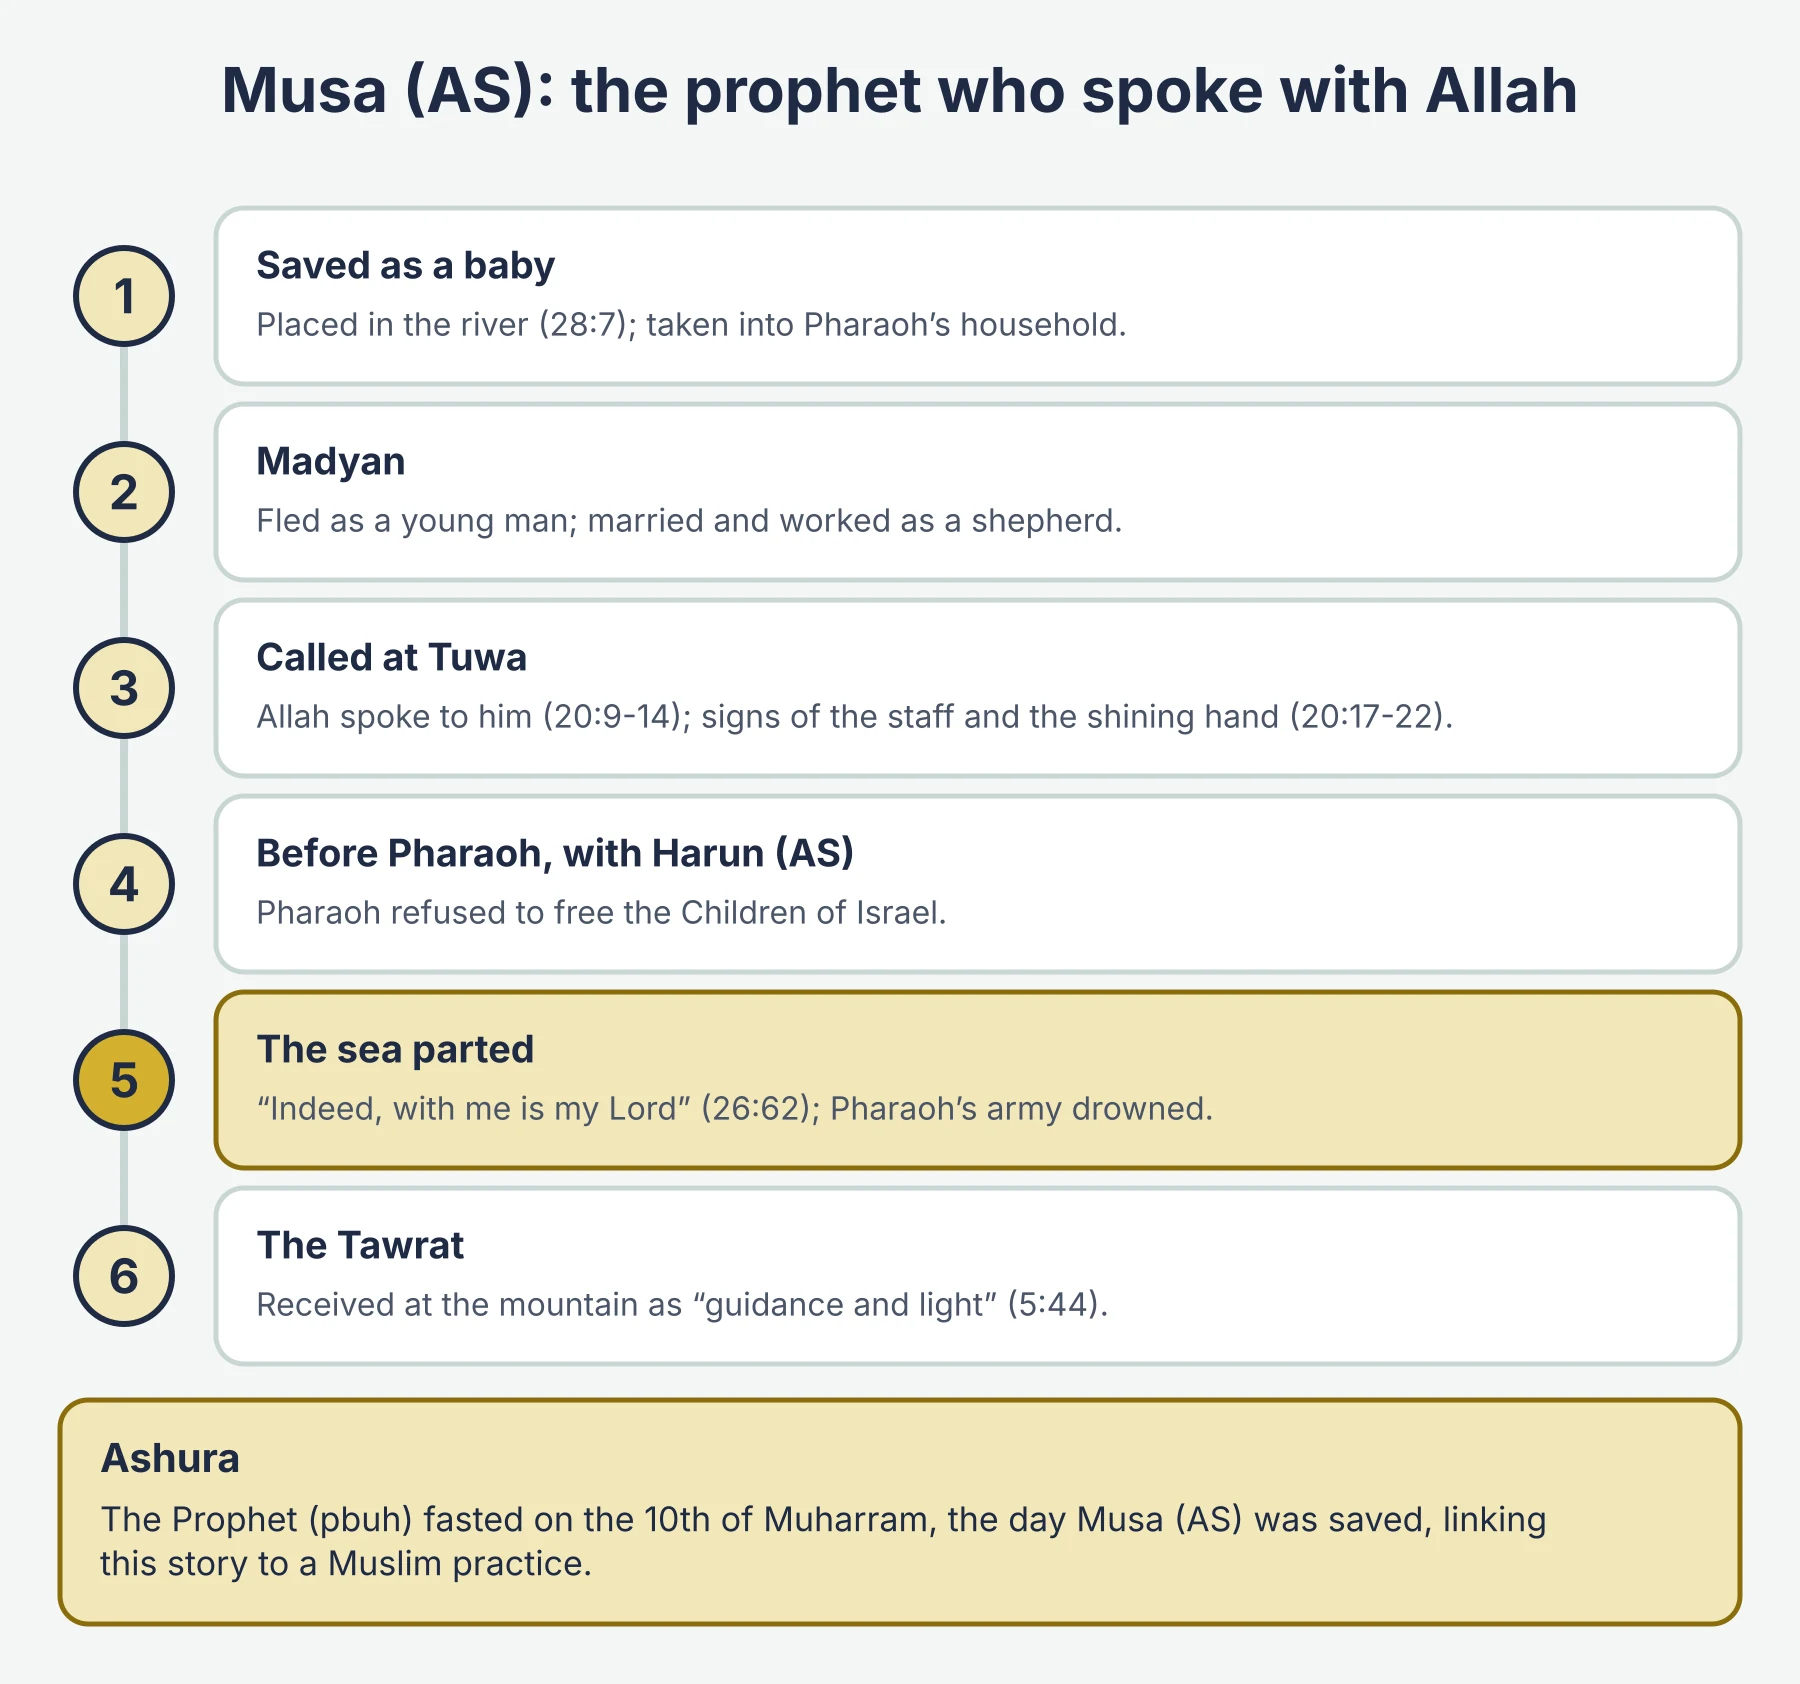 Musa (AS): the prophet who spoke with Allah
1
Saved as a baby
Placed in the river (28:7); taken into Pharaoh’s household.
2
Madyan
Fled as a young man; married and worked as a shepherd.
3
Called at Tuwa
Allah spoke to him (20:9-14); signs of the staff and the shining hand (20:17-22).
4
Before Pharaoh, with Harun (AS)
Pharaoh refused to free the Children of Israel.
5
The sea parted
“Indeed, with me is my Lord” (26:62); Pharaoh’s army drowned.
6
The Tawrat
Received at the mountain as “guidance and light” (5:44).
Ashura
The Prophet (pbuh) fasted on the 10th of Muharram, the day Musa (AS) was saved, linking
this story to a Muslim practice.